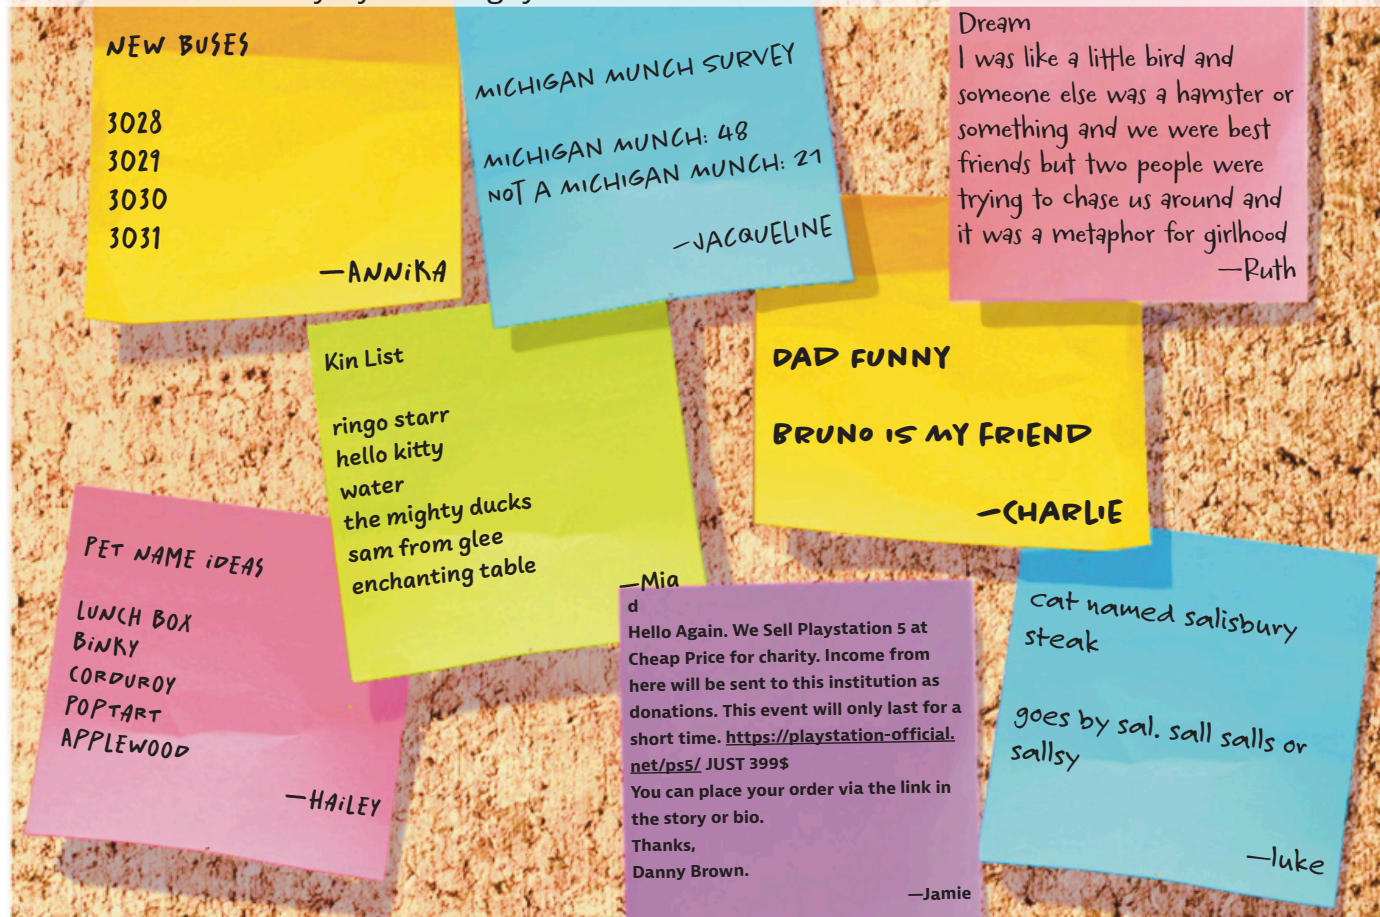 NEW BUSES
3028
3029
3030
3031
—ANNiKA
MICHIGAN MUNCH SURVEY
MICHIGAN MUNCH: 48
NOT A MICHIGAN MUNCH: 21
—JACQUELINE
Dream
I was like a little bird and
someone else was a hamster or
something and we were best
friends but two people were
trying to chase us around and
it was a metaphor for girlhood
—Ruth
Kin List
ringo starr
hello kitty
water
the mighty ducks
sam from glee
enchanting table
—Mia
DAD FUNNY
BRUNO IS MY FRIEND
—CHARLIE
PET NAME iDEAS
LUNCH BOX
BiNKY
CORDUROY
POPTART
APPLEWOOD
—HAiLEY
d
Hello Again. We Sell Playstation 5 at
Cheap Price for charity. Income from
here will be sent to this institution as
donations. This event will only last for a
short time. https://playstation-official.
net/ps5/ JUST 399$
You can place your order via the link in
the story or bio.
Thanks,
Danny Brown.
—Jamie
cat named salisbury
steak
goes by sal. sall salls or
sallsy
—luke